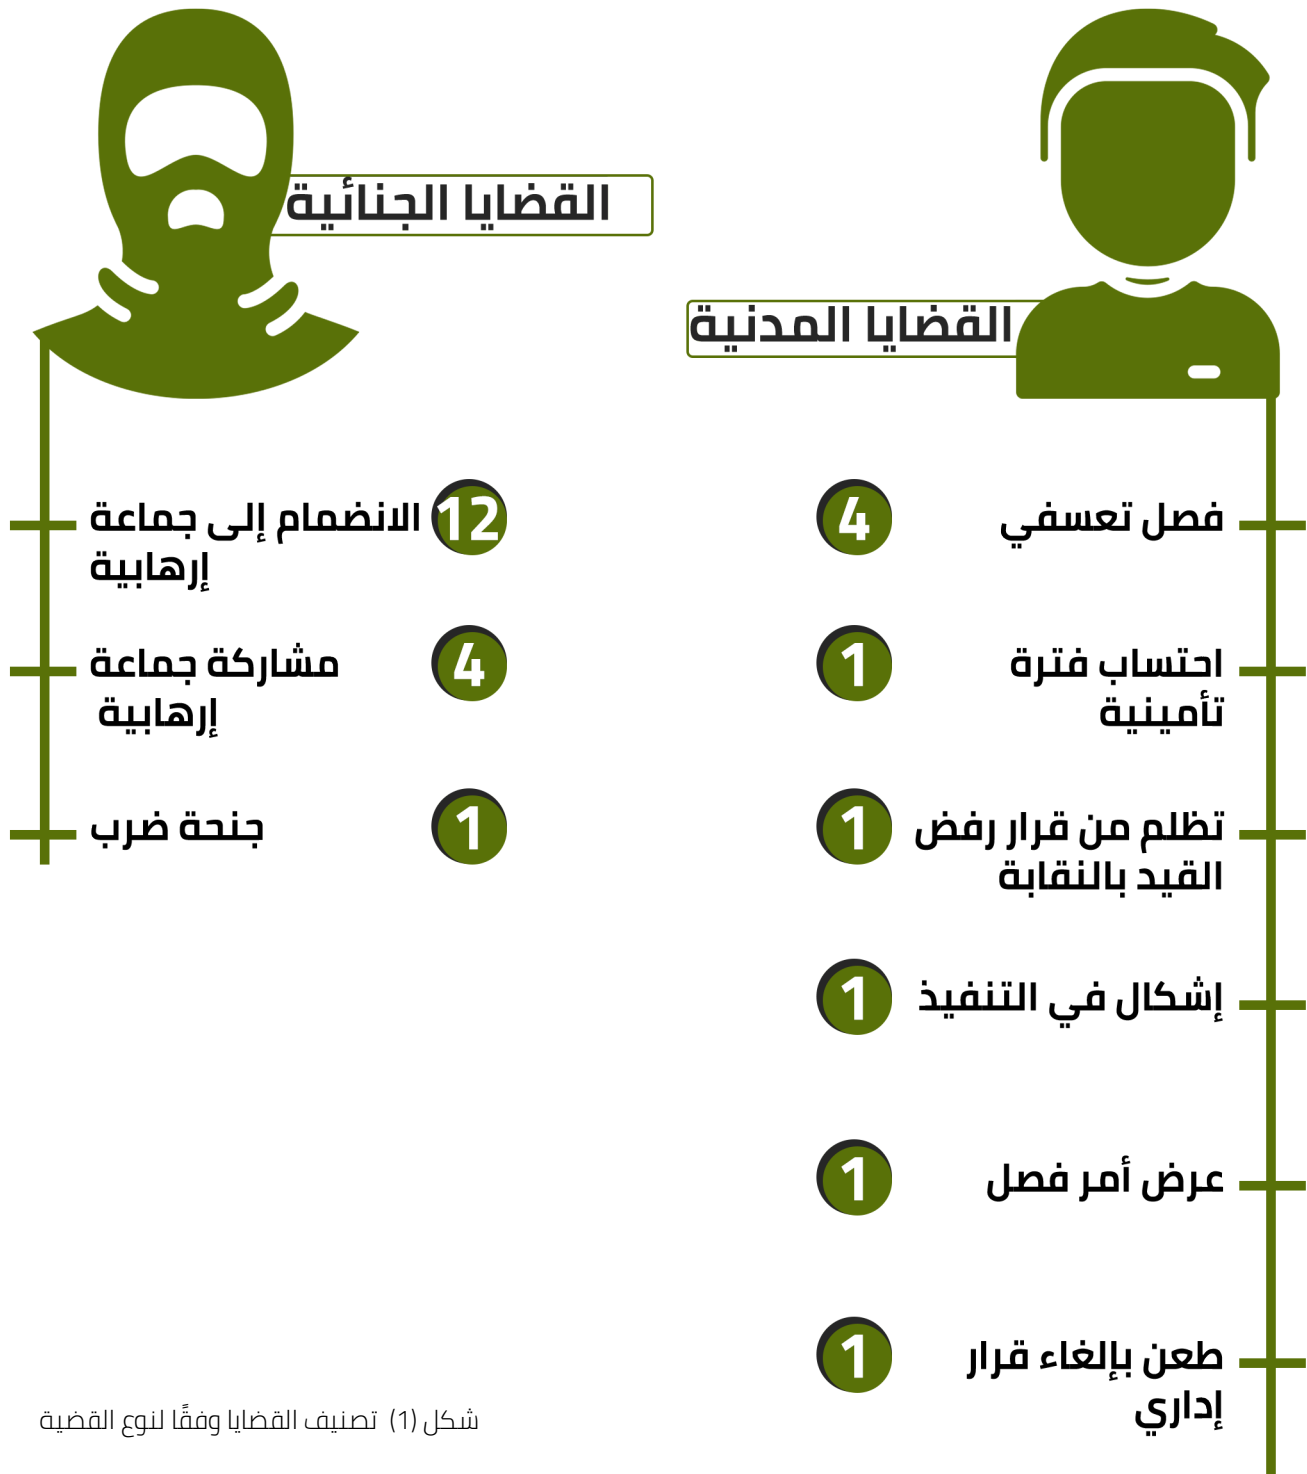 القضايا الجنائية
القضايا المدنية
فصل تعسفي
4
احتساب فترة
تأمينية
1
تظلم من قرار رفض
القيد بالنقابة
1
إشكال في التنفيذ
1
عرض أمر فصل
1
طعن بإلغاء قرار
إداري
1
12
الانضمام إلى جماعة
إرهابية
4
مشاركة جماعة
إرهابية
1
جنحة ضرب
شكل (1) تصنيف القضايا وفقًا لنوع القضية